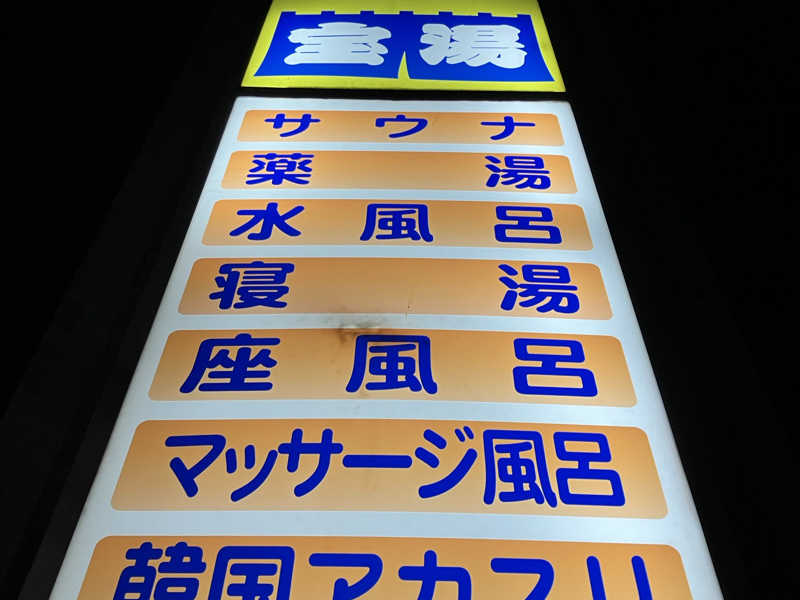 宝湯
サウナ
薬湯
水風呂
寝湯
座風呂
マッサージ風呂
韓国アカスリ